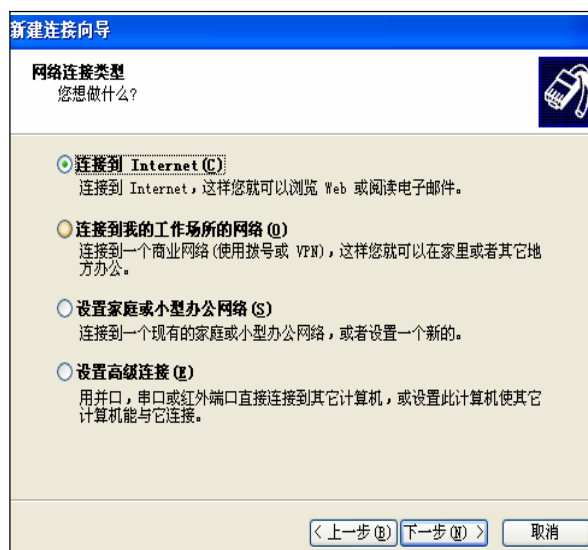 新建连接向导
网络连接类型
您想做什么?
连接到 Internet(C)
连接到 Internet,这样您就可以浏览 Web 或阅读电子邮件。
连接到我的工作场所的网络(O)
连接到一个商业网络(使用拨号或 VPN),这样您就可以在家里或者其它地
方办公。
设置家庭或小型办公网络(S)
连接到一个现有的家庭或小型办公网络,或者设置一个新的。
设置高级连接(E)
用并口,串口或红外端口直接连接到其它计算机,或设置此计算机使其它
计算机能与它连接。
< 上一步(B) 下一步(N) > 取消